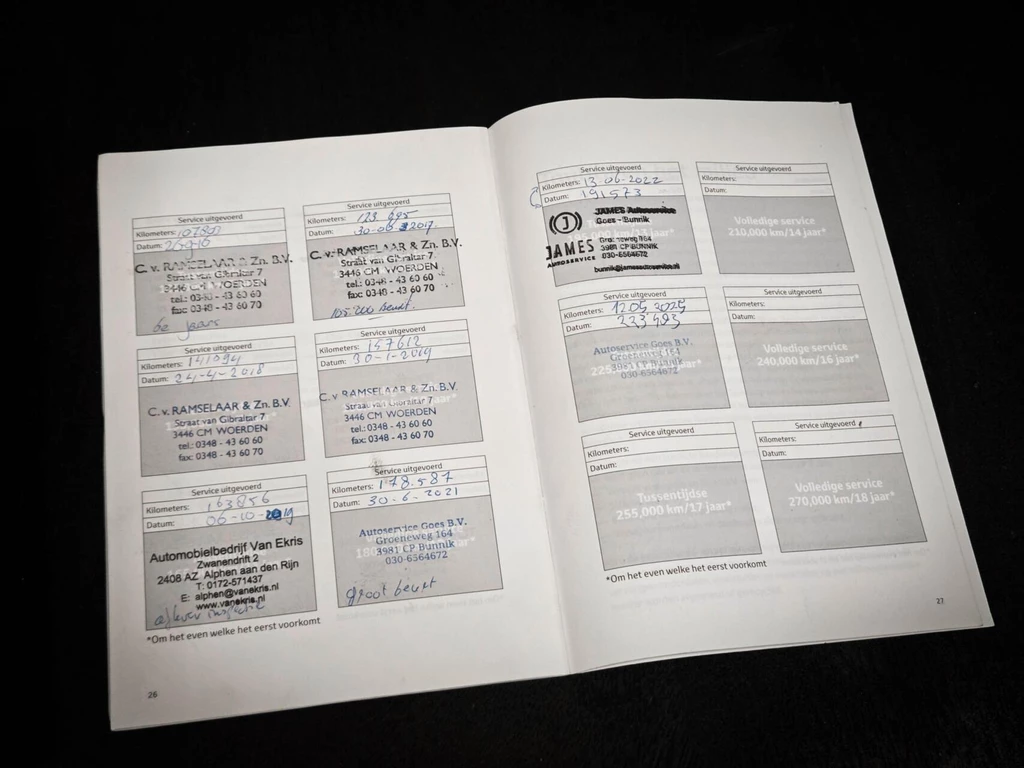 Service uitgevoerd
Kilometers:
Datum:
C. v. RAMSELAAR & Zn. B.V.
Straat van Gibraltar 7
3446 CM WOERDEN
tel.: 0348 - 43 60 60
fax: 0348 - 43 60 70
6e jaars
Service uitgevoerd
Kilometers:
Datum: 30-06-2017
C. v. RAMSELAAR & Zn. B.V.
Straat van Gibraltar 7
3446 CM WOERDEN
tel.: 0348 - 43 60 60
fax: 0348 - 43 60 70
Service uitgevoerd
Kilometers: 141094
Datum: 24-4-2018
C. v. RAMSELAAR & Zn. B.V.
Straat van Gibraltar 7
3446 CM WOERDEN
tel.: 0348 - 43 60 60
fax: 0348 - 43 60 70
Service uitgevoerd
Kilometers: 157612
Datum: 30-1-2019
C. v. RAMSELAAR & Zn. B.V.
Straat van Gibraltar 7
3446 CM WOERDEN
tel.: 0348 - 43 60 60
fax: 0348 - 43 60 70
Service uitgevoerd
Kilometers: 163856
Datum: 06-10-2019
Automobielbedrijf Van Ekris
Zwanendrift 2
2408 AZ Alphen aan den Rijn
T: 0172-571437
E: alphen@vanekris.nl
www.vanekris.nl
aflever inspectie
Service uitgevoerd
Kilometers: 178.587
Datum: 30-6-2021
Autoservice Goes B.V.
Groeneweg 164
3981 CP Bunnik
030-6564672
groot beurt
*Om het even welke het eerst voorkomt
26
Service uitgevoerd
Kilometers: 13-06-2022
Datum: 191573
JAMES Autoservice
Goes - Bunnik
JAMES
AUTOSERVICE
Groeneweg 164
3981 CP BUNNIK
030-6564672
bunnik@jamesautoservice.nl
Service uitgevoerd
Kilometers:
Datum:
Volledige service
210,000 km/14 jaar*
Service uitgevoerd
Kilometers: 12 05 2025
Datum: 233,493
Autoservice Goes B.V.
Groeneweg 164
3981 CP Bunnik
030-6564672
Service uitgevoerd
Kilometers:
Datum:
Volledige service
240,000 km/16 jaar*
Service uitgevoerd
Kilometers:
Datum:
Tussentijdse
255,000 km/17 jaar*
Service uitgevoerd
Kilometers:
Datum:
Volledige service
270,000 km/18 jaar*
*Om het even welke het eerst voorkomt
27